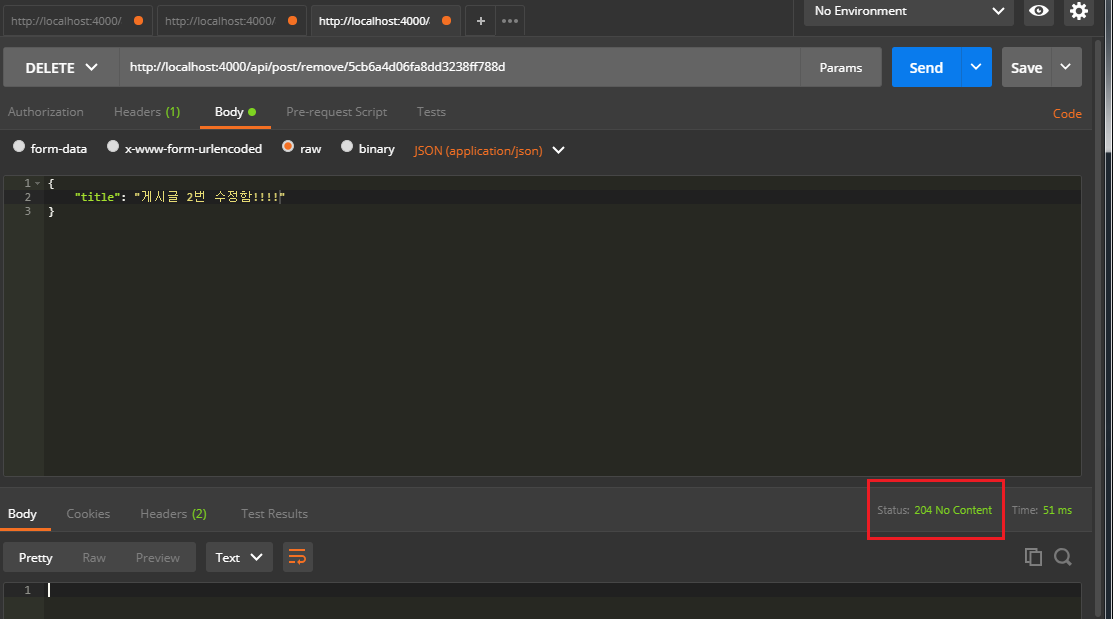 http://localhost:4000/ http://localhost:4000/ http://localhost:4000/ + ••• No Environment
DELETE http://localhost:4000/api/post/remove/5cb6a4d06fa8dd3238ff788d Params Send Save
Authorization Headers (1) Body Pre-request Script Tests Code
form-data x-www-form-urlencoded raw binary JSON (application/json)
1 {
2 "title": "게시글 2번 수정함!!!!"
3 }
Body Cookies Headers (2) Test Results Status: 204 No Content Time: 51 ms
Pretty Raw Preview Text
1